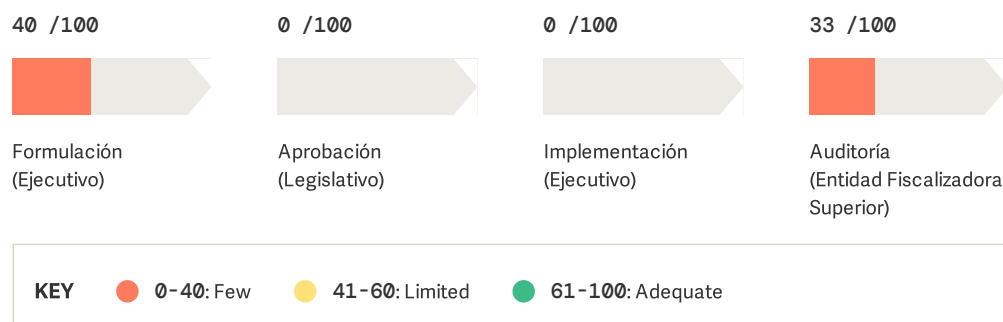 40 /100
0 /100
0 /100
33 /100
Formulación
(Ejecutivo)
Aprobación
(Legislativo)
Implementación
(Ejecutivo)
Auditoría
(Entidad Fiscalizadora
Superior)
KEY
0-40: Few
41-60: Limited
61-100: Adequate